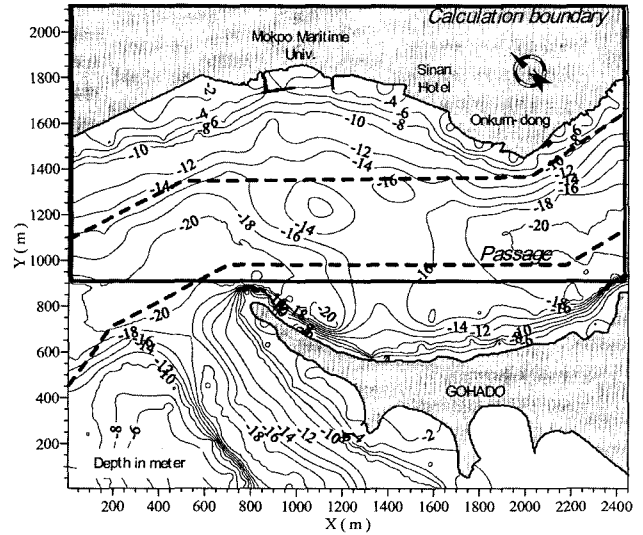 Calculation boundary
Mokpo Maritime
Univ.
Sinan
Hotel
Onkum-dong
Passage
GOHADO
Depth in meter
2000
1800
1600
1400
1200
1000
800
600
400
200
Y ( m )
200 400 600 800 1000 1200 1400 1600 1800 2000 2200 2400
X ( m )
-2
-4
-6
-8
-10
-12
-14
-16
-18
-20